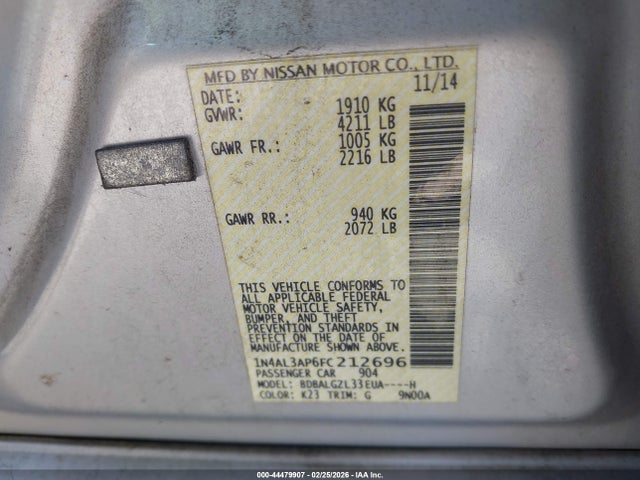 MFD BY NISSAN MOTOR CO., LTD.
DATE: 11/14
GVWR: 1910 KG
4211 LB
GAWR FR.: 1005 KG
2216 LB
GAWR RR.: 940 KG
2072 LB
THIS VEHICLE CONFORMS TO
ALL APPLICABLE FEDERAL
MOTOR VEHICLE SAFETY,
BUMPER, AND THEFT
PREVENTION STANDARDS IN
EFFECT ON THE DATE OF
MANUFACTURE SHOWN ABOVE.
1N4AL3AP6FC212696
PASSENGER CAR 904
MODEL: BDBALGZL33EUA----H
COLOR: K23 TRIM: G 9N00A
000-44479907 - 02/25/2026 - IAA Inc.